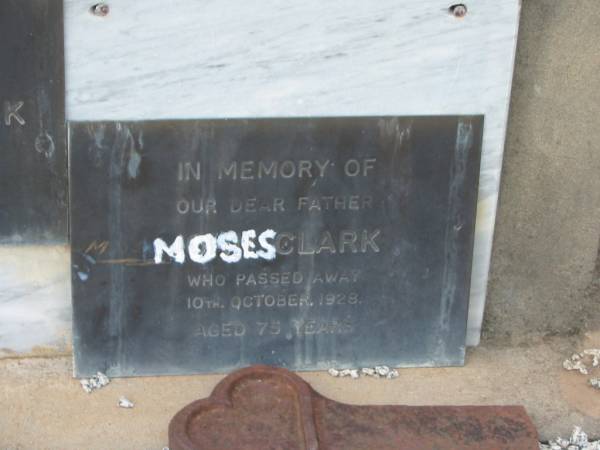 K
IN MEMORY OF
OUR DEAR FATHER
MOSES CLARK
WHO PASSED AWAY
10TH. OCTOBER, 1928.
AGED 75 YEARS